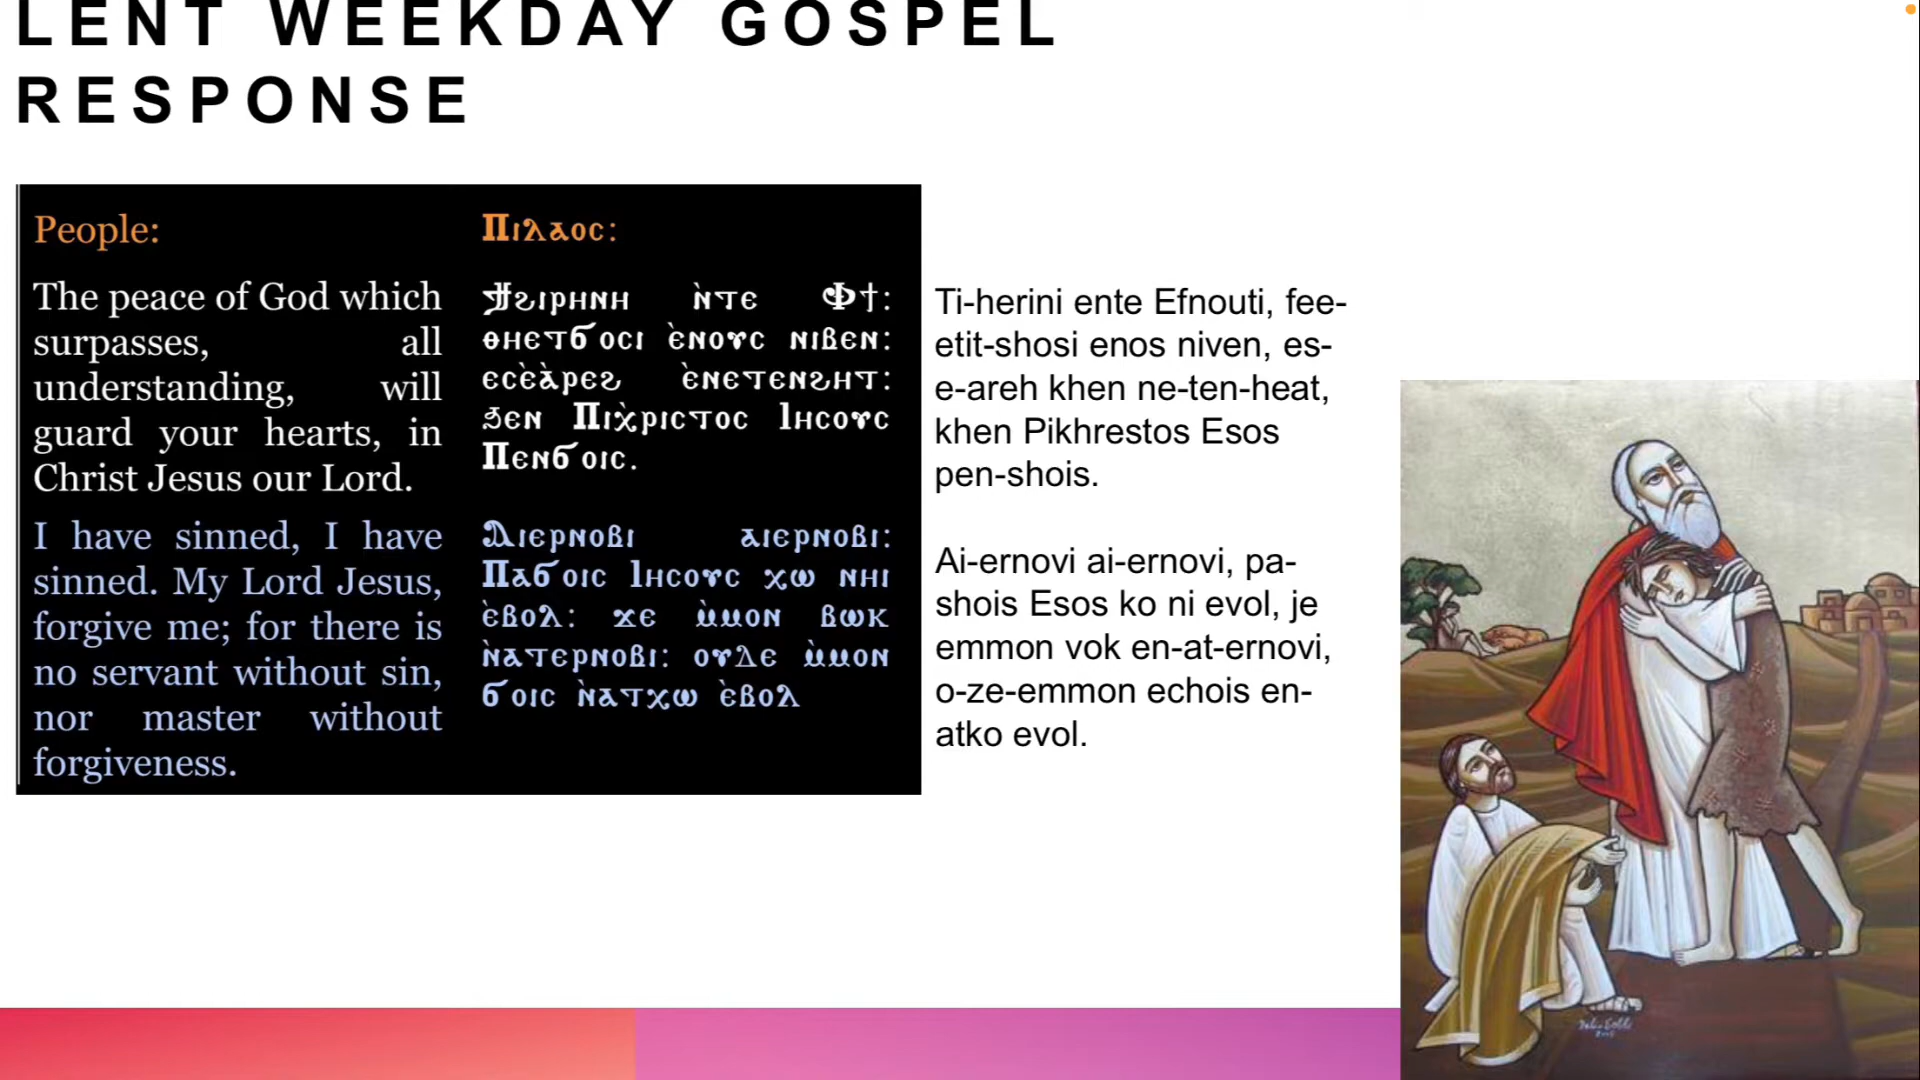 LENT WEEKDAY GOSPEL
RESPONSE
People:
The peace of God which
surpasses, all
understanding, will
guard your hearts, in
Christ Jesus our Lord.
I have sinned, I have
sinned. My Lord Jesus,
forgive me; for there is
no servant without sin,
nor master without
forgiveness.
Ⲡⲓⲗⲁⲟⲥ:
Ϯϩⲓⲣⲏⲛⲏ ⲛ̀ⲧⲉ Ⲫϯ:
ⲑⲏⲉⲧϭⲟⲥⲓ ⲉ̀ⲛⲟⲩⲥ ⲛⲓⲃⲉⲛ:
ⲉⲥⲉ̀ⲁ̀ⲣⲉϩ ⲉ̀ⲛⲉⲧⲉⲛϩⲏⲧ:
ϧⲉⲛ Ⲡⲓⲭ̀ⲣⲓⲥⲧⲟⲥ Ⲓⲏⲥⲟⲩⲥ
Ⲡⲉⲛϭⲟⲓⲥ.
Ⲁⲓⲉⲣⲛⲟⲃⲓ ⲁⲓⲉⲣⲛⲟⲃⲓ:
Ⲡⲁϭⲟⲓⲥ Ⲓⲏⲥⲟⲩⲥ ⲭⲱ ⲛⲏⲓ
ⲉ̀ⲃⲟⲗ: ϫⲉ ⲙ̀ⲙⲟⲛ ⲃⲱⲕ
ⲛ̀ⲁⲧⲉⲣⲛⲟⲃⲓ: ⲟⲩⲇⲉ ⲙ̀ⲙⲟⲛ
ϭⲟⲓⲥ ⲛ̀ⲁⲧⲭⲱ ⲉ̀ⲃⲟⲗ
Ti-herini ente Efnouti, fee-
etit-shosi enos niven, es-
e-areh khen ne-ten-heat,
khen Pikhrestos Esos
pen-shois.
Ai-ernovi ai-ernovi, pa-
shois Esos ko ni evol, je
emmon vok en-at-ernovi,
o-ze-emmon echois en-
atko evol.